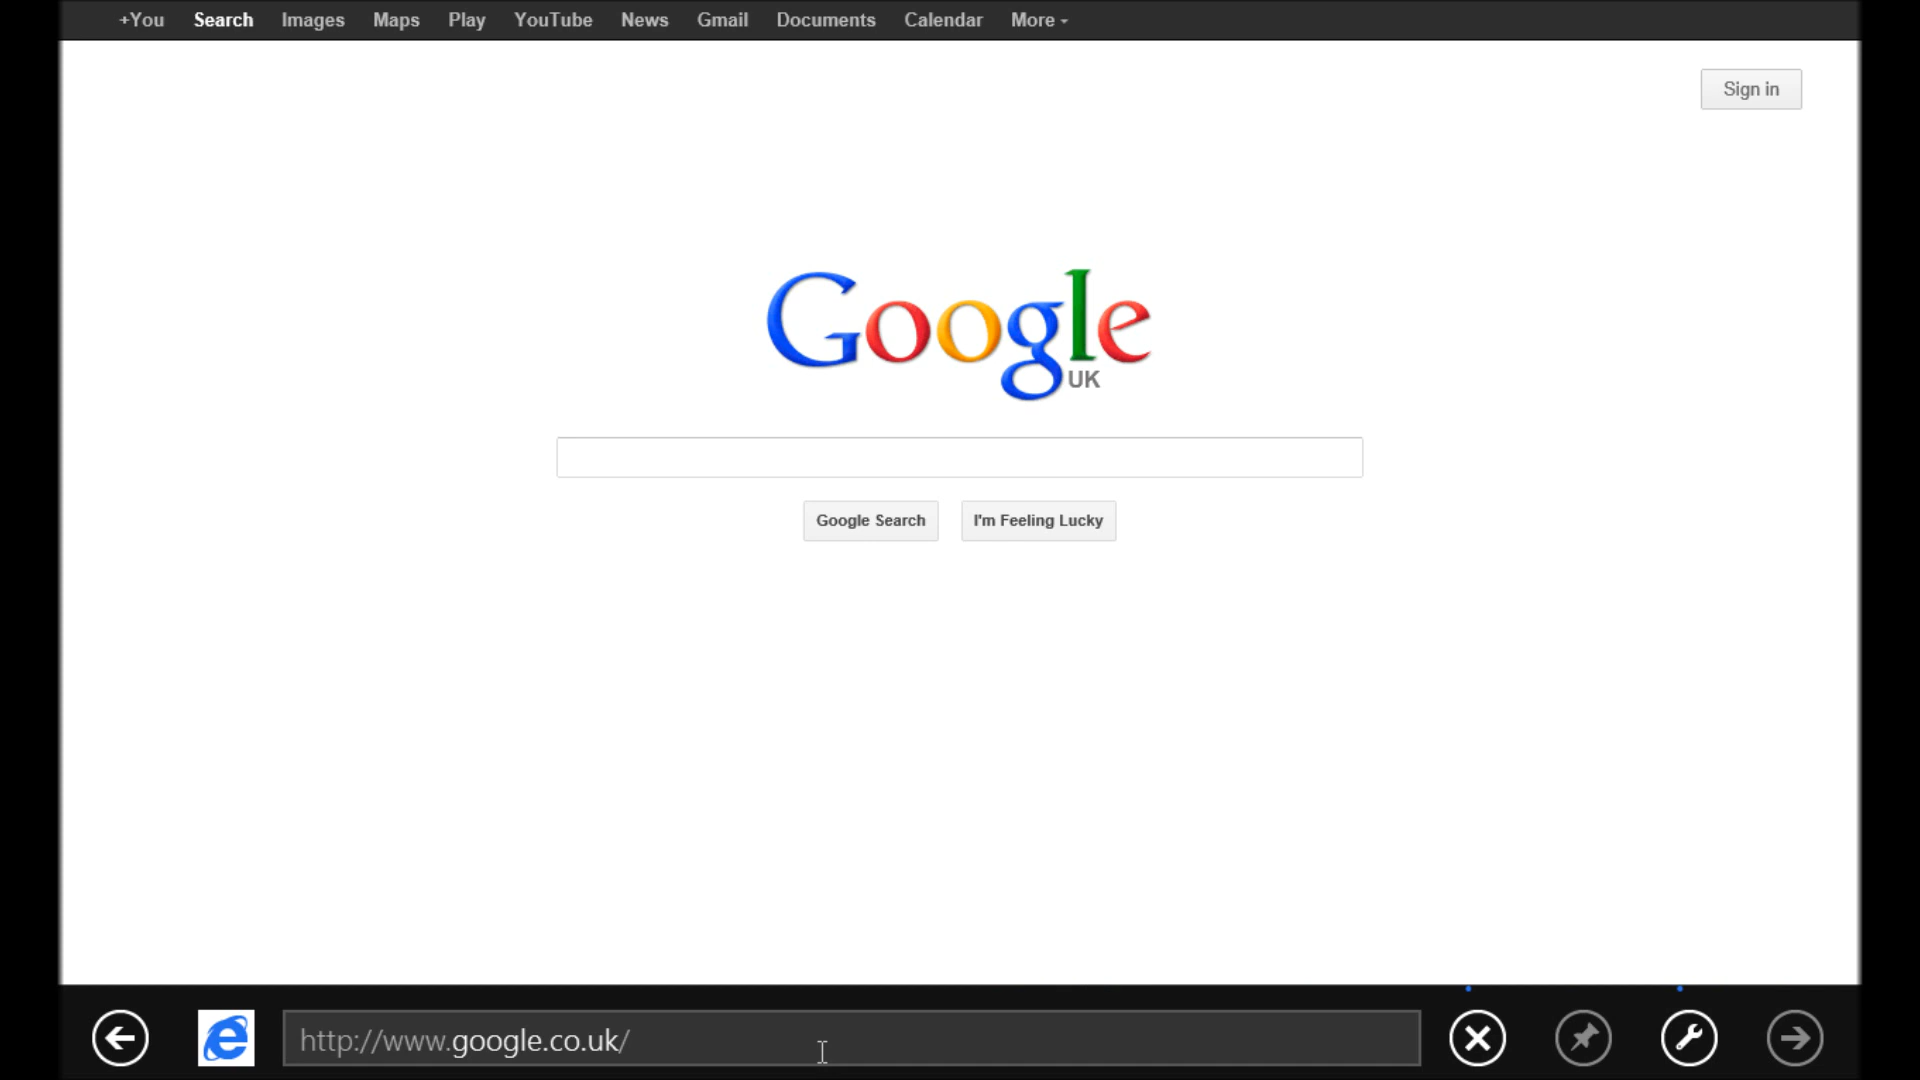 +You Search Images Maps Play YouTube News Gmail Documents Calendar More
Sign in
Google
UK
Google Search I'm Feeling Lucky
http://www.google.co.uk/